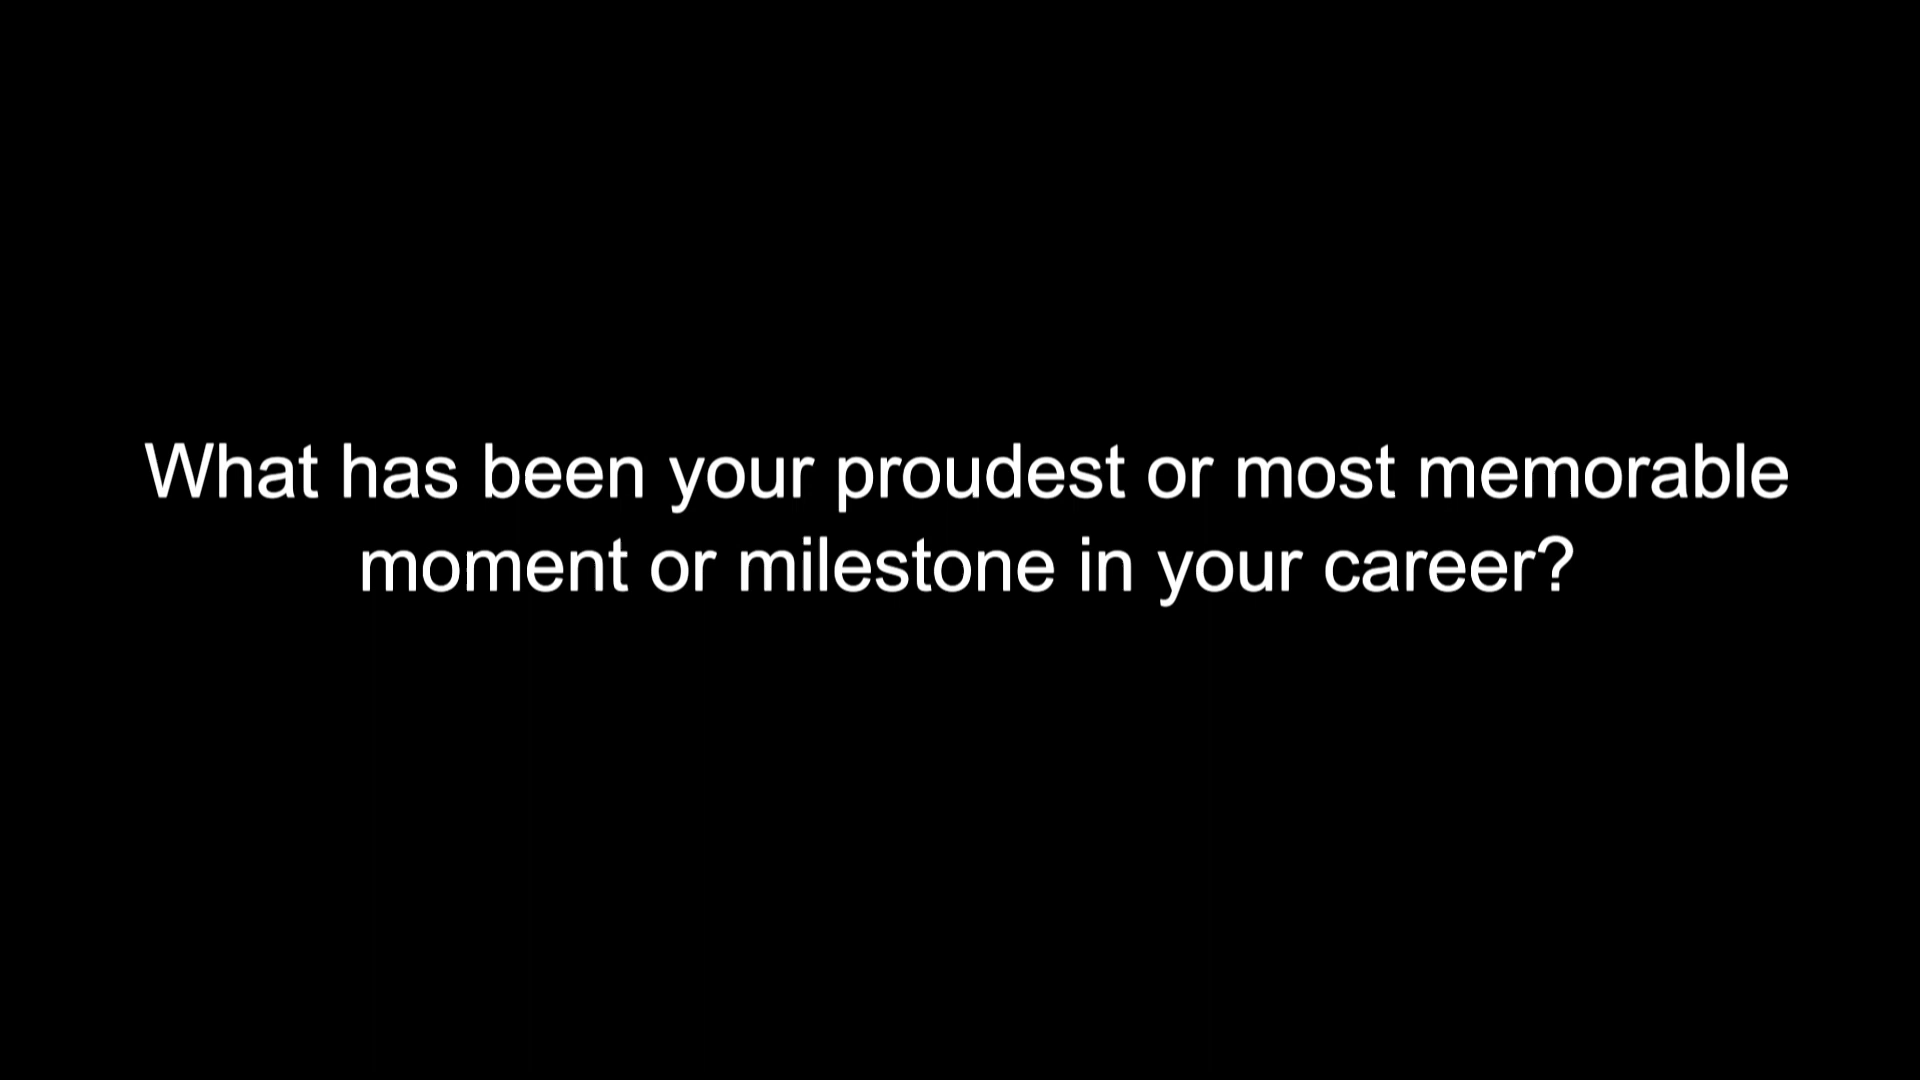 What has been your proudest or most memorable
moment or milestone in your career?